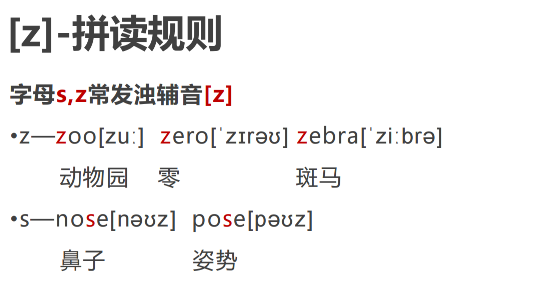 [z]-拼读规则
字母s,z常发浊辅音[z]
•z—zoo[zuː] zero[ˈzɪrəʊ] zebra[ˈziːbrə]
动物园 零 斑马
•s—nose[nəʊz] pose[pəʊz]
鼻子 姿势